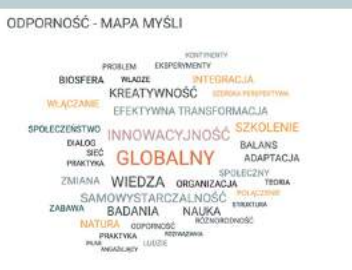 ODPORNOŚĆ - MAPA MYŚLI
KONTYNENTY
PROBLEM EKSPERYMENTY
BIOSFERA WŁADZE INTEGRACJA
KREATYWNOŚĆ SZEROKA PERSPEKTYWA
WŁĄCZANIE EFEKTYWNA TRANSFORMACJA
SPOŁECZEŃSTWO INNOWACYJNOŚĆ SZKOLENIE
DIALOG BALANS
SIEĆ GLOBALNY ADAPTACJA
PRAKTYKA
SPOŁECZNY
ZMIANA WIEDZA ORGANIZACJA TEORIA
SAMOWYSTARCZALNOŚĆ POŁĄCZENIE
ZABAWA BADANIA NAUKA STRUKTURA
NATURA ODPORNOŚĆ RÓŻNORODNOŚĆ
PRAKTYKA ROZWIĄZANIA
PILNE LUDZIE
ANGAŻUJĄCY